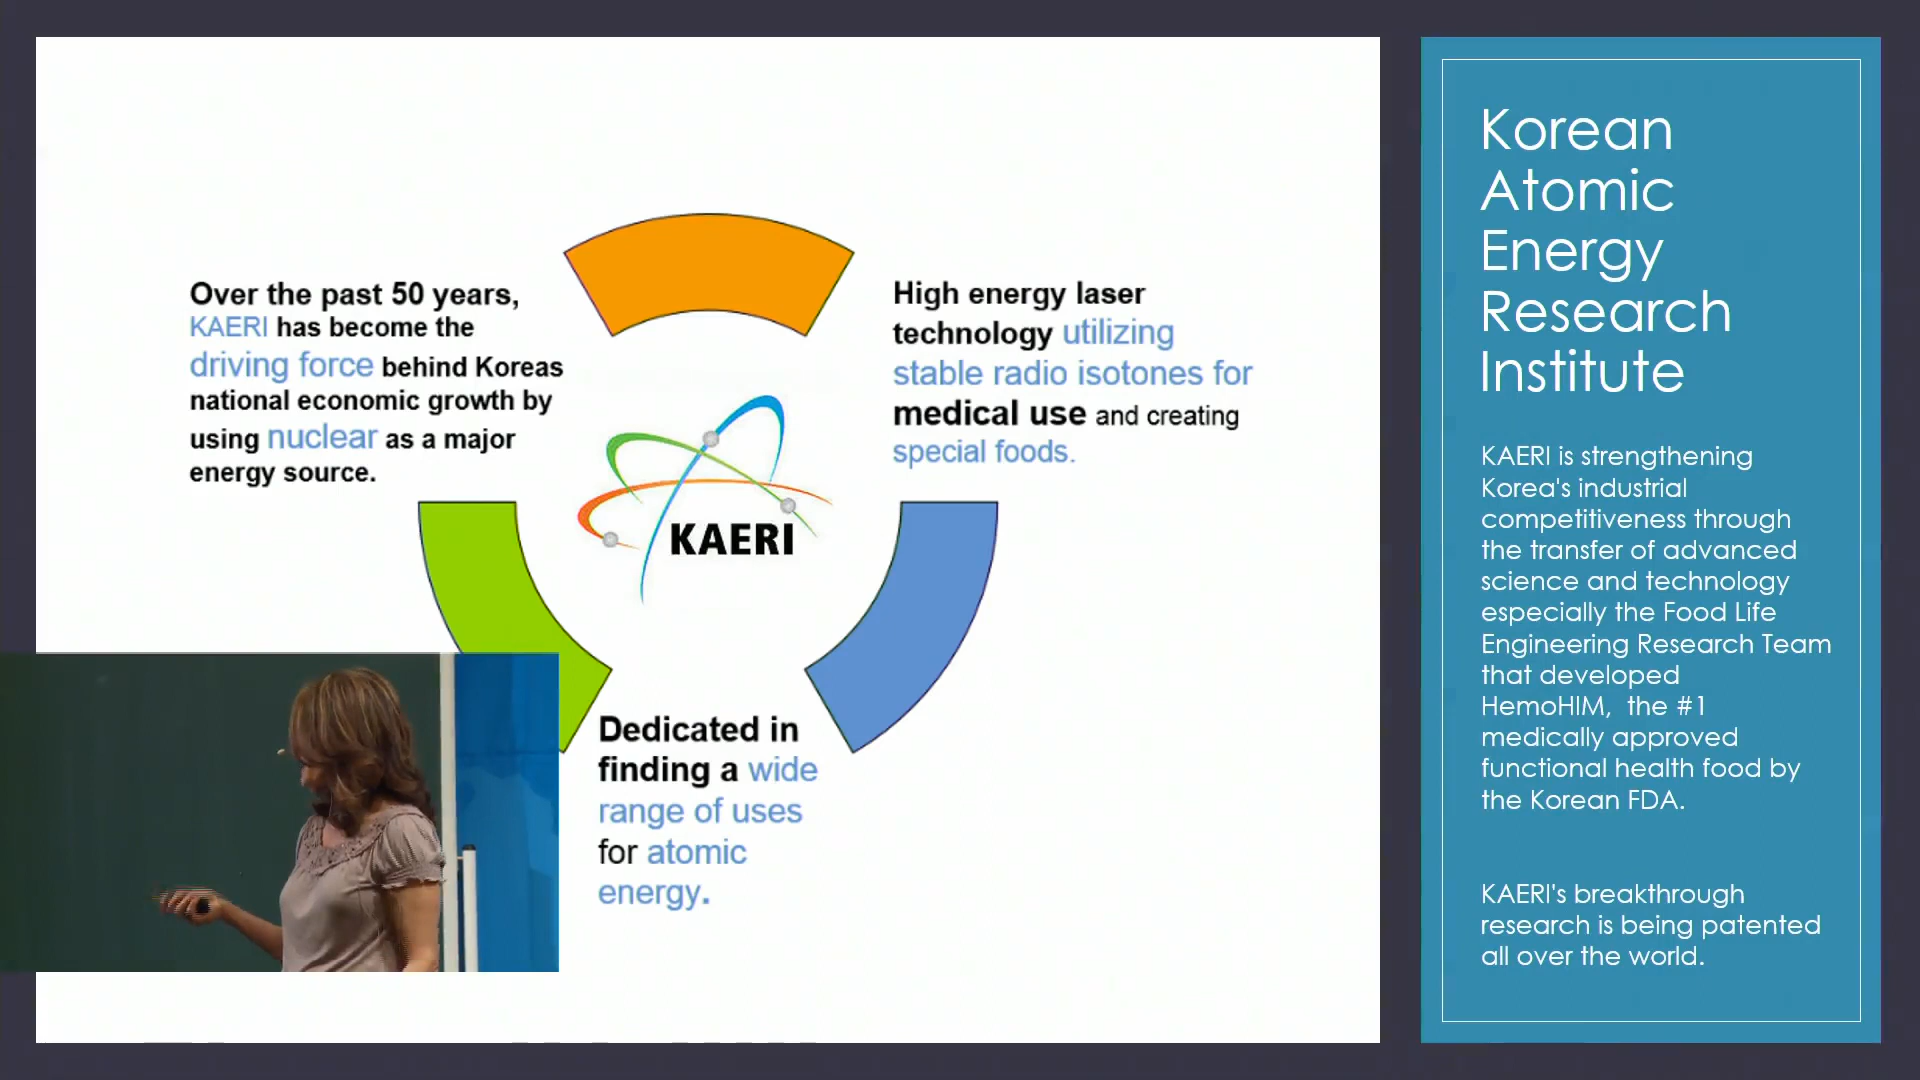 Over the past 50 years,
KAERI has become the
driving force behind Koreas
national economic growth by
using nuclear as a major
energy source.
High energy laser
technology utilizing
stable radio isotones for
medical use and creating
special foods.
KAERI
Dedicated in
finding a wide
range of uses
for atomic
energy.
Korean
Atomic
Energy
Research
Institute
KAERI is strengthening
Korea's industrial
competitiveness through
the transfer of advanced
science and technology
especially the Food Life
Engineering Research Team
that developed
HemoHIM,  the #1
medically approved
functional health food by
the Korean FDA.
KAERI's breakthrough
research is being patented
all over the world.